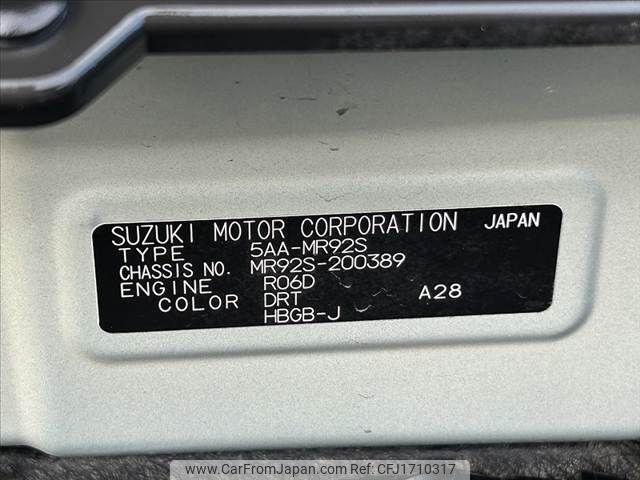 SUZUKI MOTOR CORPORATION JAPAN
TYPE 5AA-MR92S
CHASSIS NO. MR92S-200389
ENGINE R06D
COLOR DRT A28
HBGB-J
www.CarFromJapan.com CFJ1710317